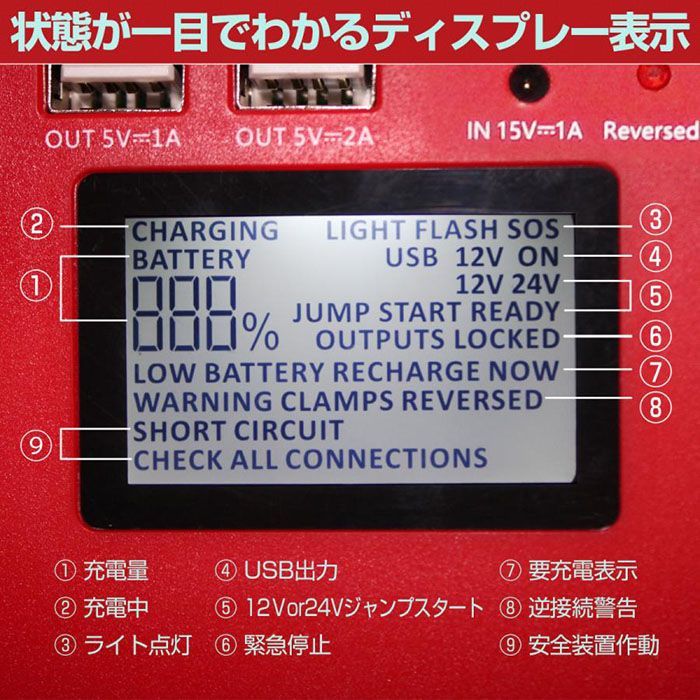 状態が一目でわかるディスプレー表示
OUT 5V⎓1A OUT 5V⎓2A IN 15V⎓1A Reversed
② CHARGING LIGHT FLASH SOS ③
BATTERY USB 12V ON ④
① 12V 24V
888% JUMP START READY ⑤
OUTPUTS LOCKED ⑥
LOW BATTERY RECHARGE NOW ⑦
WARNING CLAMPS REVERSED ⑧
⑨ SHORT CIRCUIT
CHECK ALL CONNECTIONS
① 充電量 ④ USB出力 ⑦ 要充電表示
② 充電中 ⑤ 12Vor24Vジャンプスタート ⑧ 逆接続警告
③ ライト点灯 ⑥ 緊急停止 ⑨ 安全装置作動